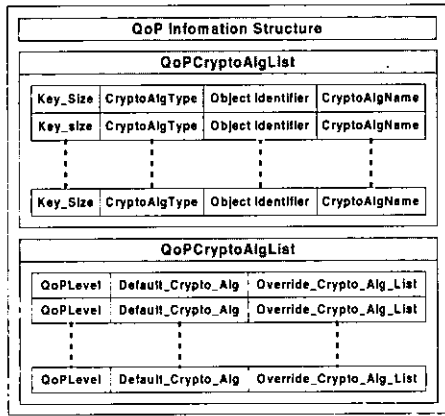 QoP Infomation Structure
QoPCryptoAlgList
Key_Size CryptoAlgType Object Identifier CryptoAlgName
Key_size CryptoAlgType Object Identifier CryptoAlgName
Key_Size CryptoAlgType Object Identifier CryptoAlgName
QoPCryptoAlgList
QoPLevel Default_Crypto_Alg Override_Crypto_Alg_List
QoPLevel Default_Crypto_Alg Override_Crypto_Alg_List
QoPLevel Default_Crypto_Alg Override_Crypto_Alg_List